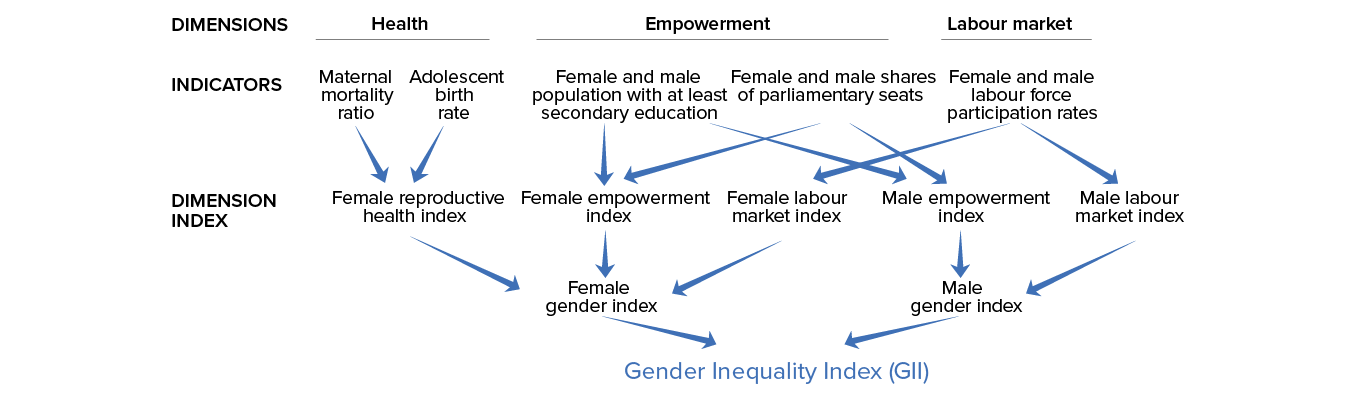 DIMENSIONS Health Empowerment Labour market
INDICATORS
Maternal
mortality
ratio
Adolescent
birth
rate
Female and male
population with at least
secondary education
Female and male shares
of parliamentary seats
Female and male
labour force
participation rates
DIMENSION
INDEX
Female reproductive
health index
Female empowerment
index
Female labour
market index
Male empowerment
index
Male labour
market index
Female
gender index
Male
gender index
Gender Inequality Index (GII)